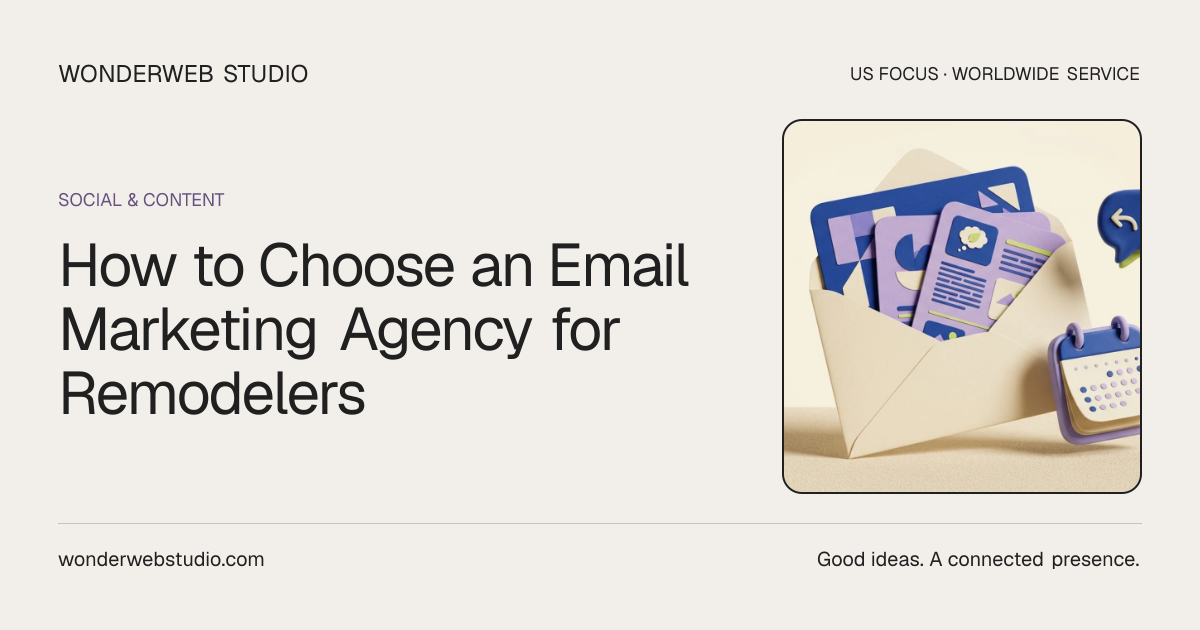 WONDERWEB STUDIO
US FOCUS · WORLDWIDE SERVICE
SOCIAL & CONTENT
How to Choose an Email
Marketing Agency for
Remodelers
wonderwebstudio.com
Good ideas. A connected presence.